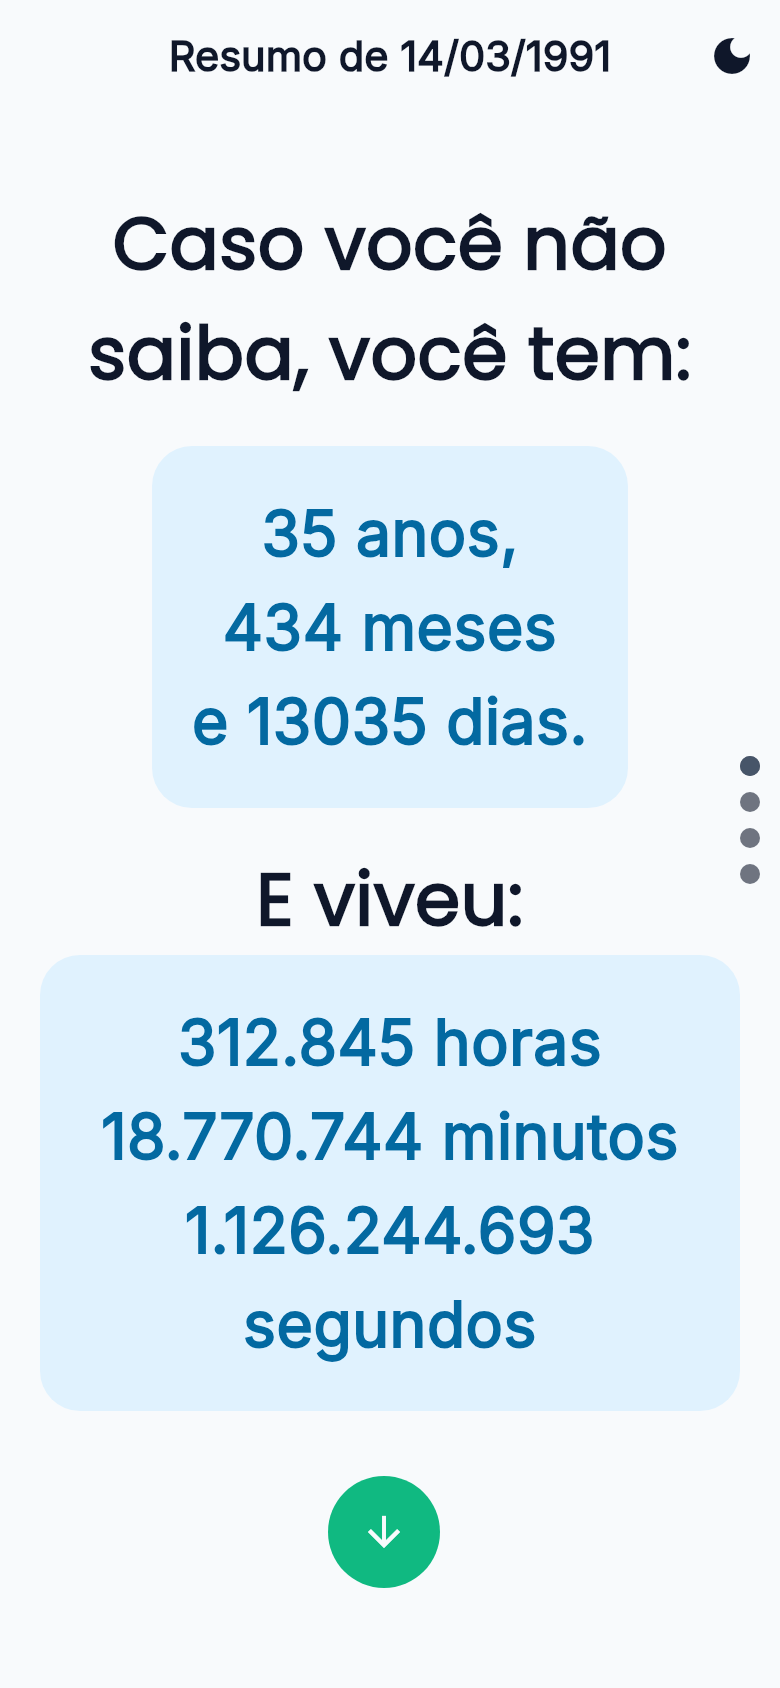 Resumo de 14/03/1991
Caso você não
saiba, você tem:
35 anos,
434 meses
e 13035 dias.
E viveu:
312.845 horas
18.770.744 minutos
1.126.244.693
segundos